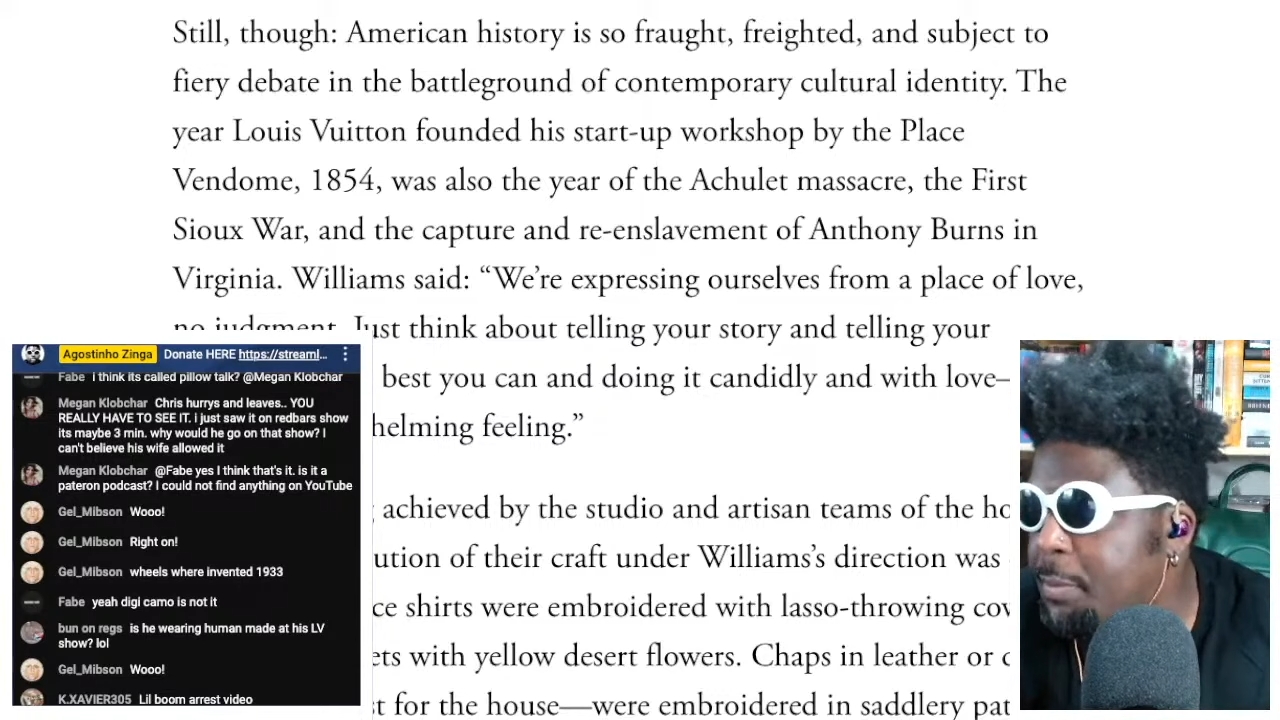 Still, though: American history is so fraught, freighted, and subject to
fiery debate in the battleground of contemporary cultural identity. The
year Louis Vuitton founded his start-up workshop by the Place
Vendome, 1854, was also the year of the Achulet massacre, the First
Sioux War, and the capture and re-enslavement of Anthony Burns in
Virginia. Williams said: “We’re expressing ourselves from a place of love,
no judgment. Just think about telling your story and telling your
best you can and doing it candidly and with love–
helming feeling.”
achieved by the studio and artisan teams of the ho
ution of their craft under Williams’s direction was
ce shirts were embroidered with lasso-throwing cov
ets with yellow desert flowers. Chaps in leather or
t for the house—were embroidered in saddlery pat
Agostinho Zinga Donate HERE https://streaml...
Fabe I think its called pillow talk? @Megan Klobchar
Megan Klobchar Chris hurrys and leaves.. YOU
REALLY HAVE TO SEE IT. i just saw it on redbars show
its maybe 3 min. why would he go on that show? I
can't believe his wife allowed it
Megan Klobchar @Fabe yes I think that's it. is it a
pateron podcast? I could not find anything on YouTube
Gel_Mibson Wooo!
Gel_Mibson Right on!
Gel_Mibson wheels where invented 1933
Fabe yeah digi camo is not it
bun on regs is he wearing human made at his LV
show? lol
Gel_Mibson Wooo!
K.XAVIER305 Lil boom arrest video